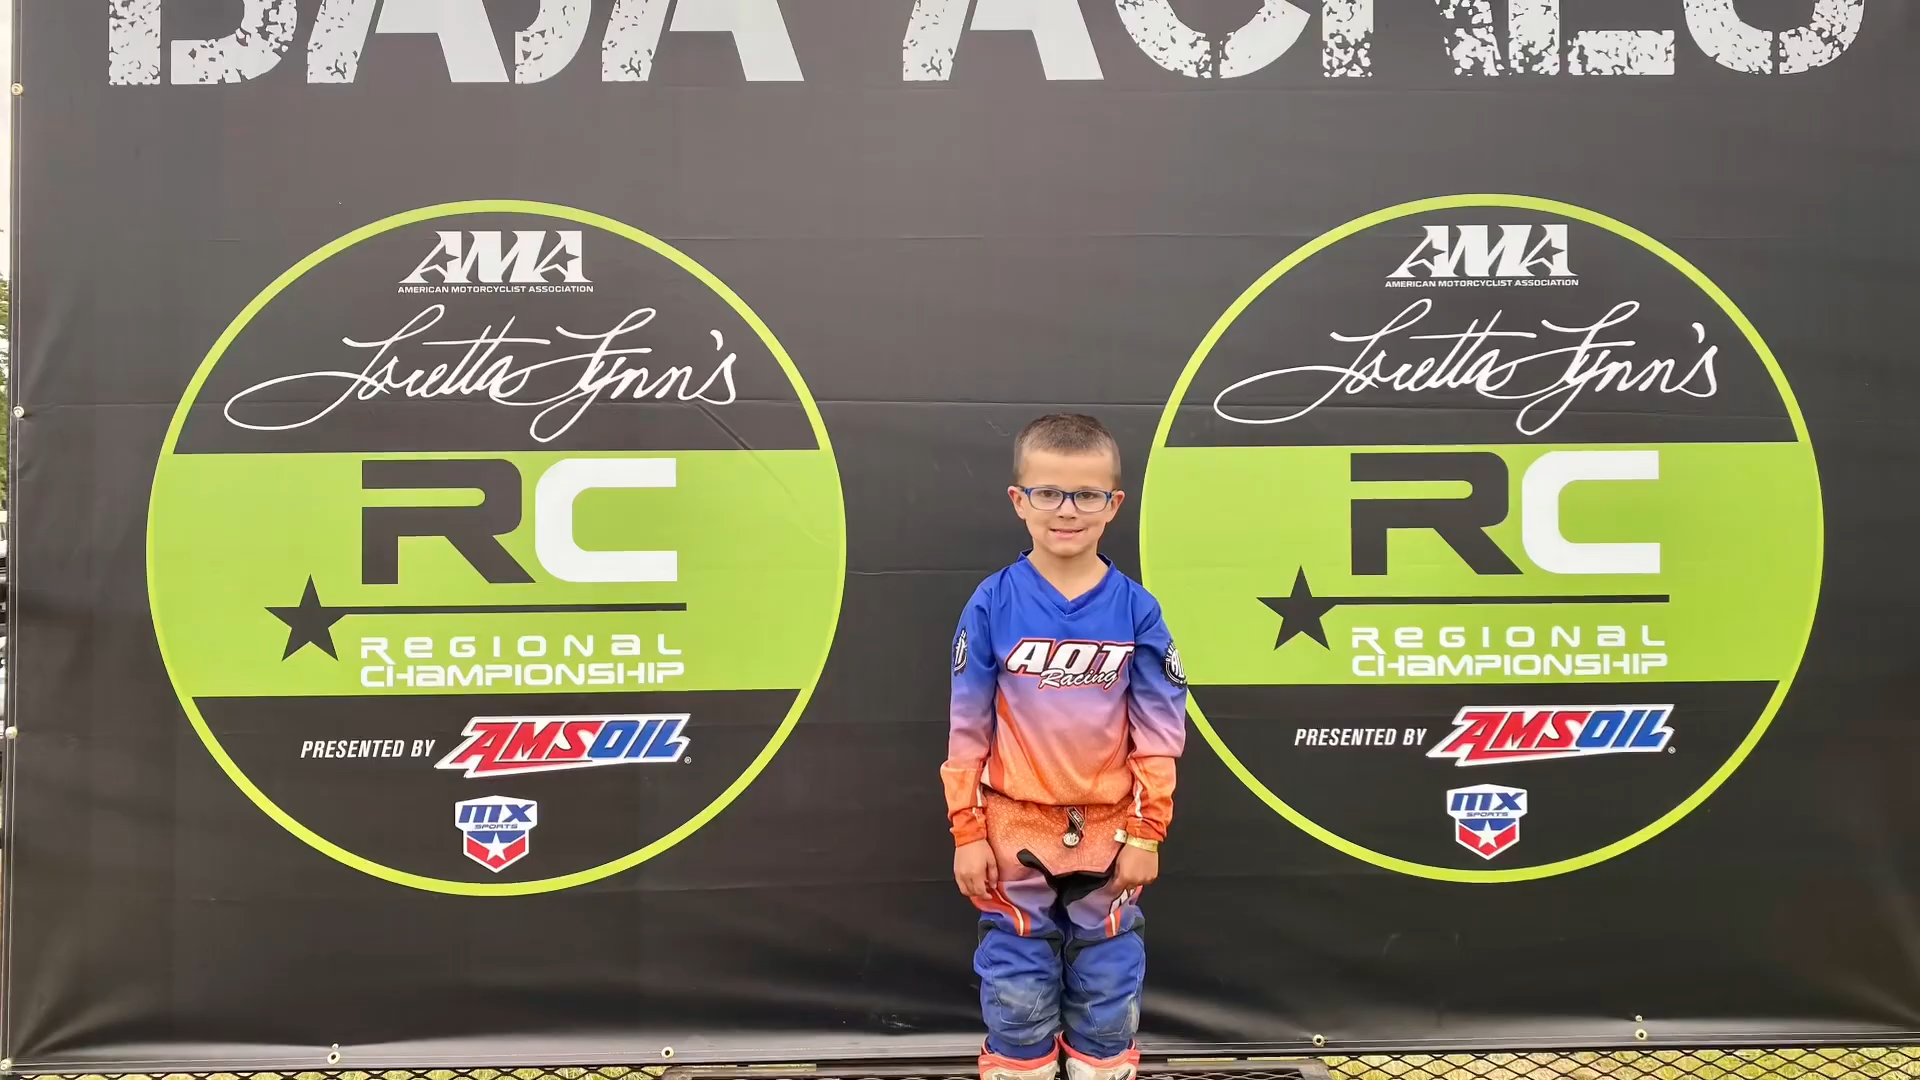 BAJA ACRES
AMA
AMERICAN MOTORCYCLIST ASSOCIATION
Loretta Lynn's
RC
REGIONAL
CHAMPIONSHIP
PRESENTED BY AMSOIL®
MX
SPORTS
AMA
AMERICAN MOTORCYCLIST ASSOCIATION
Loretta Lynn's
RC
REGIONAL
CHAMPIONSHIP
PRESENTED BY AMSOIL®
MX
SPORTS
AOT
Racing